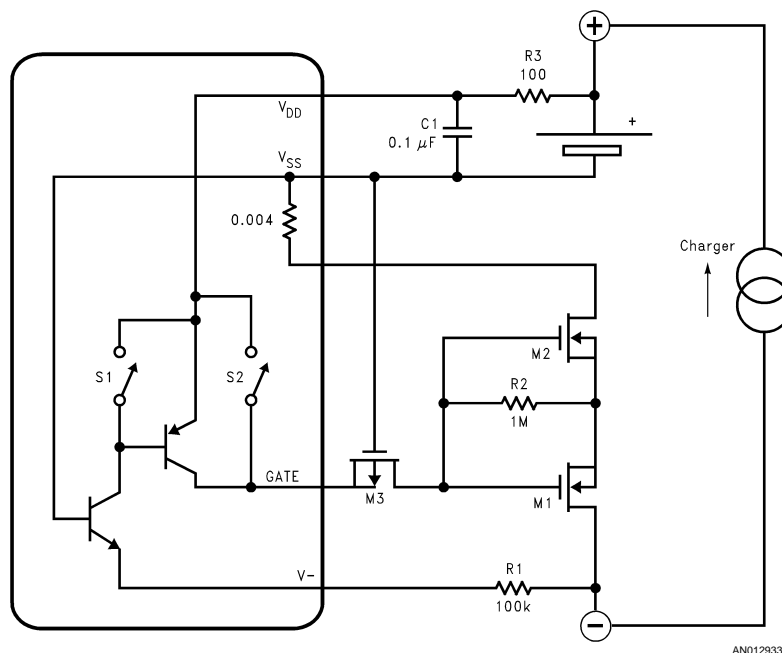 +
R3
100
V_DD
C1
0.1 µF
+
V_SS
0.004
Charger
M2
S1
S2
R2
1M
GATE
M3
M1
V−
R1
100k
−
AN012933